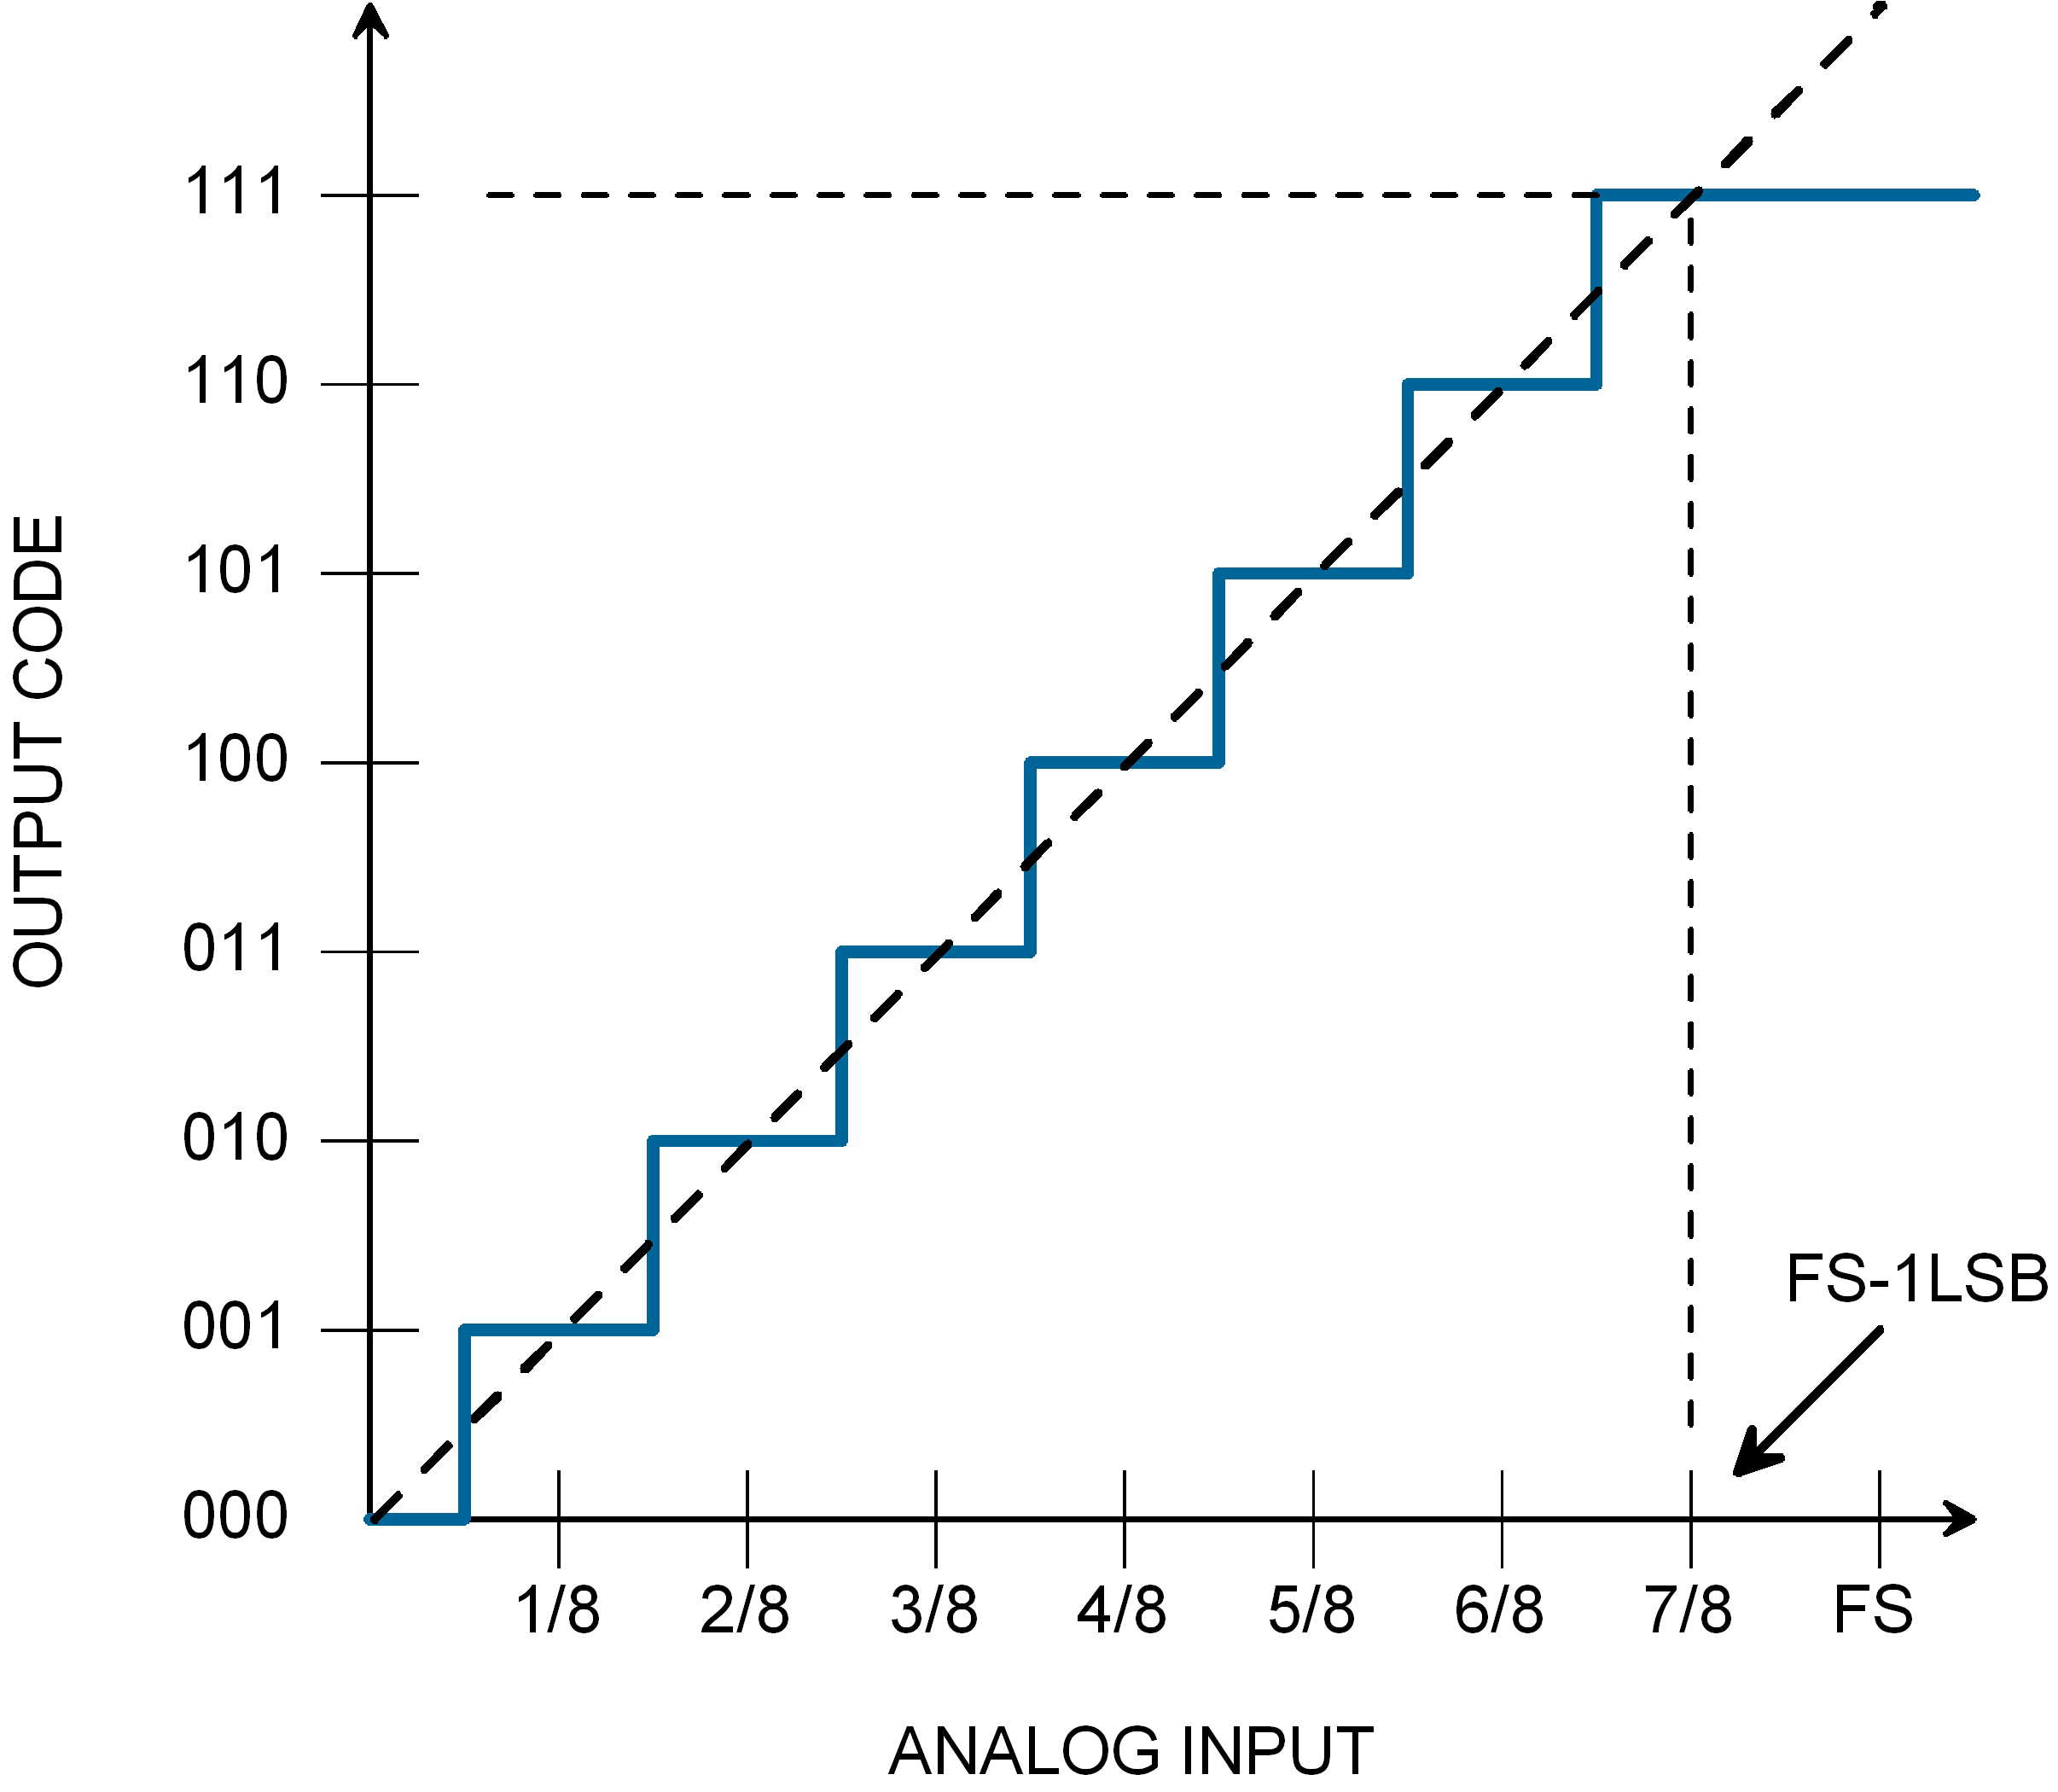 111
110
101
100
011
010
001
000
OUTPUT CODE
FS-1LSB
1/8 2/8 3/8 4/8 5/8 6/8 7/8 FS
ANALOG INPUT